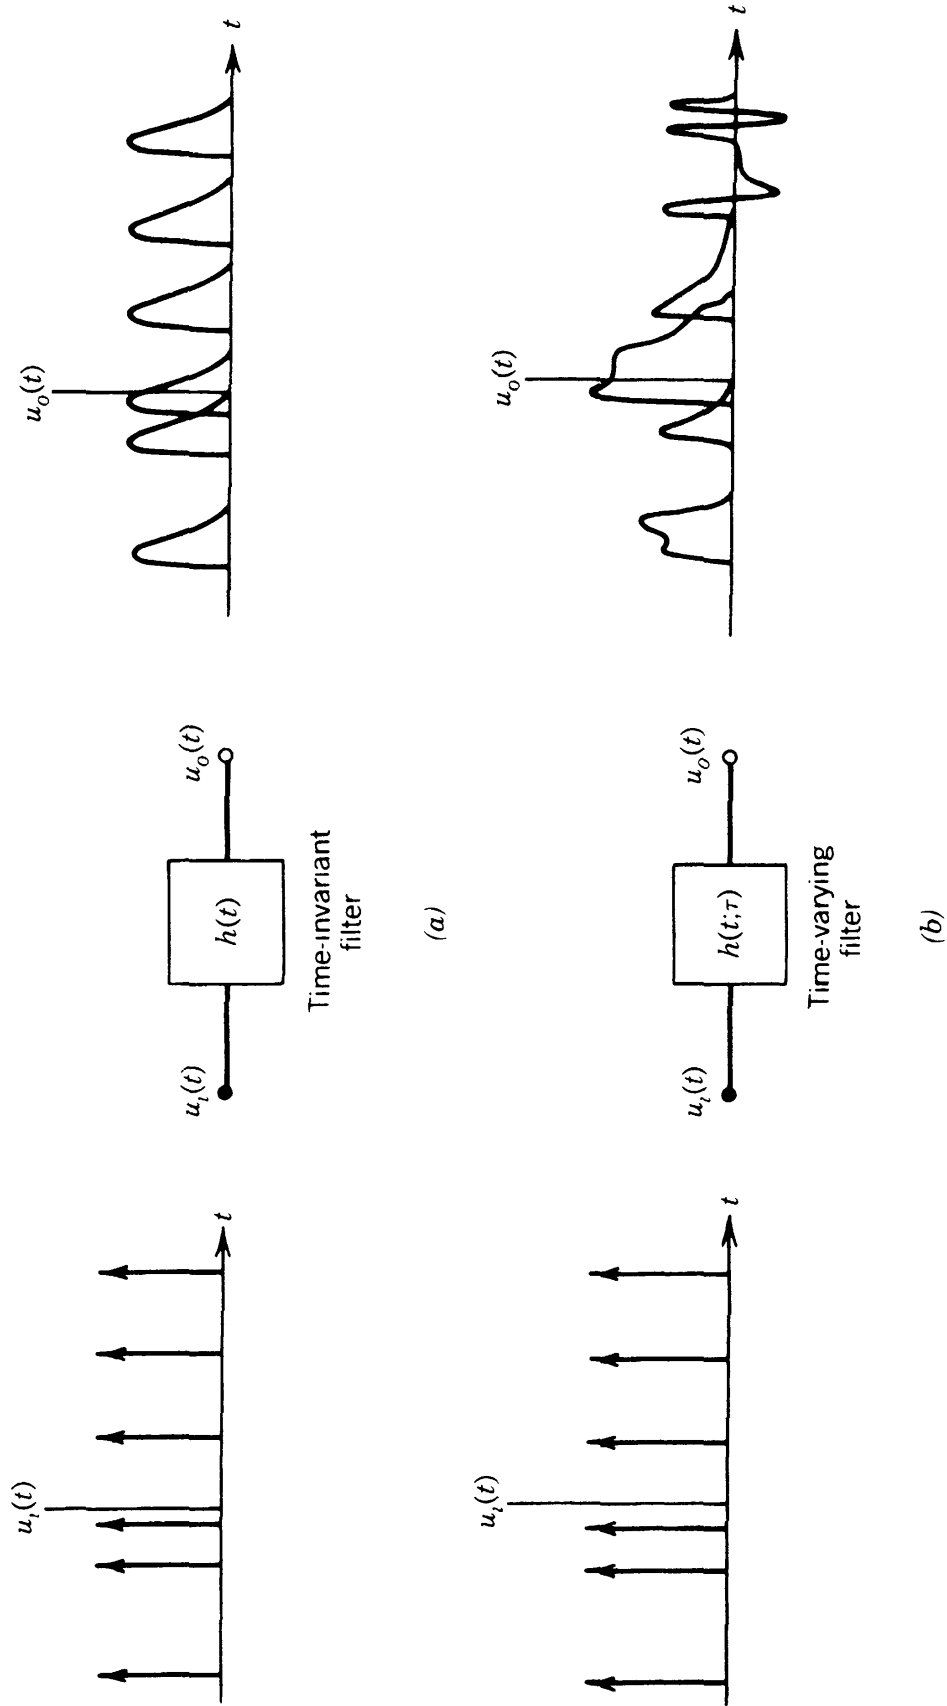 u_i(t)
t
u_i(t)
h(t)
u_o(t)
Time-invariant
filter
u_o(t)
t
(a)
u_i(t)
t
u_i(t)
h(t;τ)
u_o(t)
Time-varying
filter
u_o(t)
t
(b)